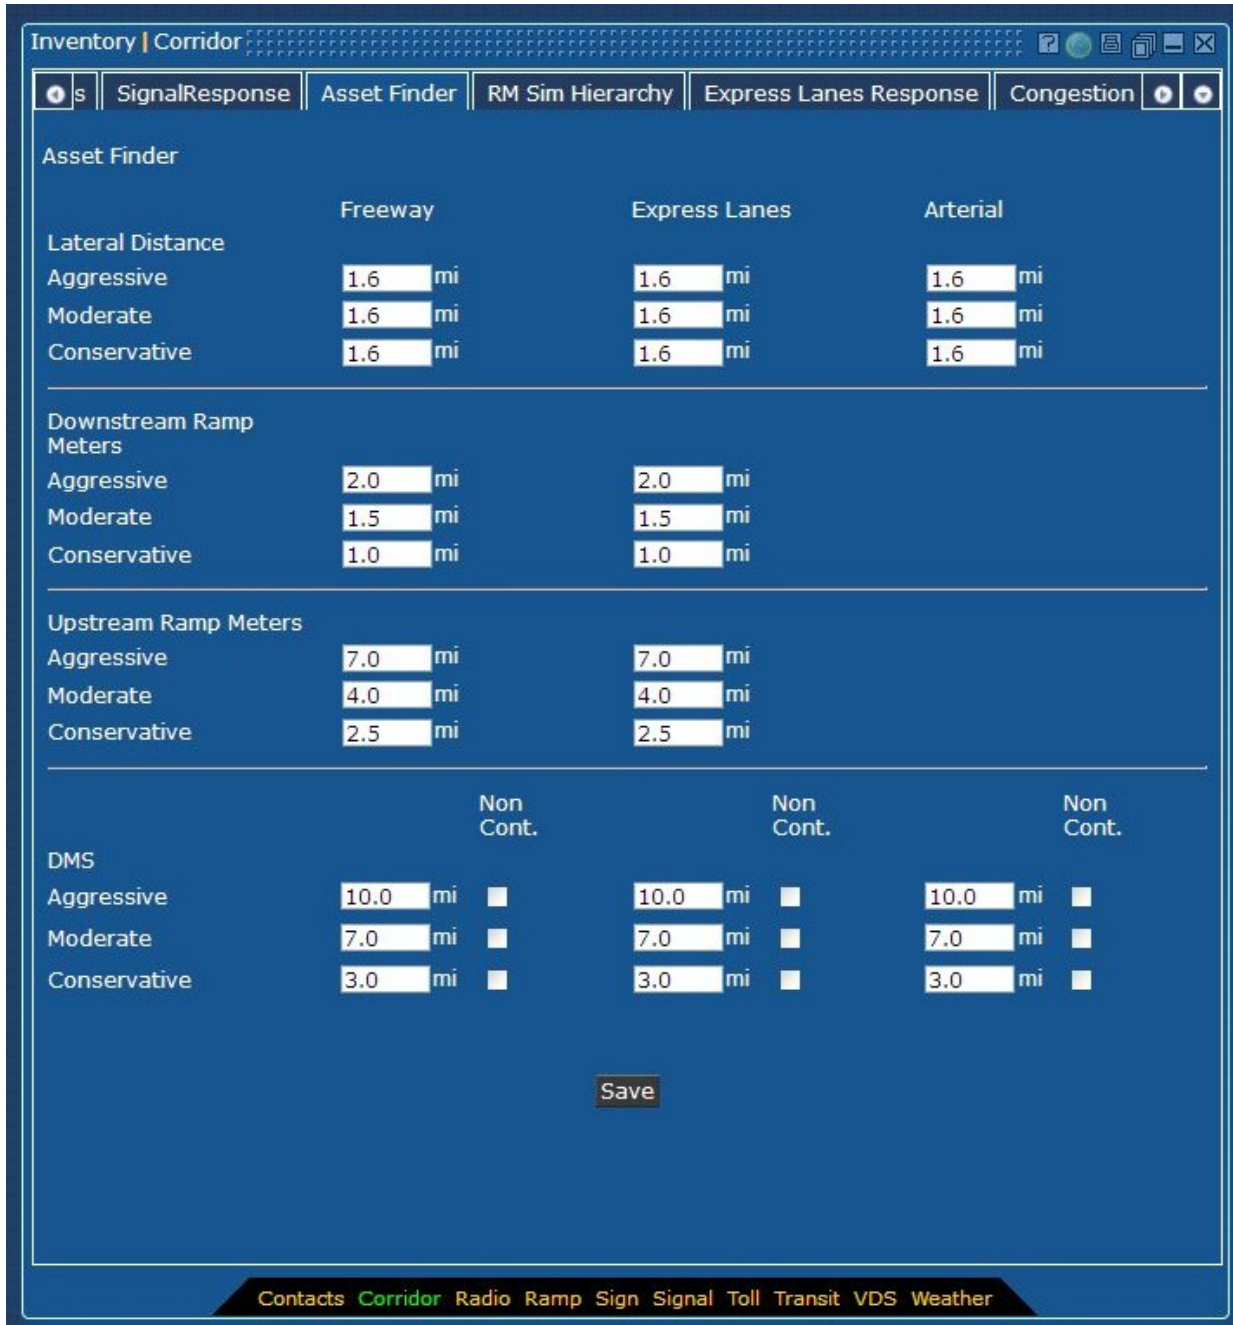 Inventory | Corridor
s SignalResponse Asset Finder RM Sim Hierarchy Express Lanes Response Congestion
Asset Finder
Freeway Express Lanes Arterial
Lateral Distance
Aggressive 1.6 mi 1.6 mi 1.6 mi
Moderate 1.6 mi 1.6 mi 1.6 mi
Conservative 1.6 mi 1.6 mi 1.6 mi
Downstream Ramp
Meters
Aggressive 2.0 mi 2.0 mi
Moderate 1.5 mi 1.5 mi
Conservative 1.0 mi 1.0 mi
Upstream Ramp Meters
Aggressive 7.0 mi 7.0 mi
Moderate 4.0 mi 4.0 mi
Conservative 2.5 mi 2.5 mi
Non Non Non
Cont. Cont. Cont.
DMS
Aggressive 10.0 mi 10.0 mi 10.0 mi
Moderate 7.0 mi 7.0 mi 7.0 mi
Conservative 3.0 mi 3.0 mi 3.0 mi
Save
Contacts Corridor Radio Ramp Sign Signal Toll Transit VDS Weather